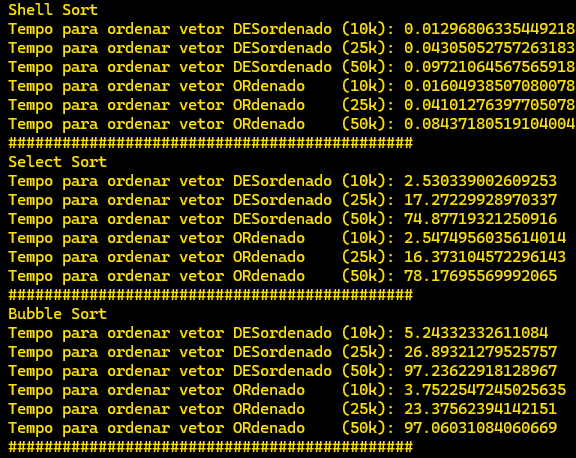 Shell Sort
Tempo para ordenar vetor DESordenado (10k): 0.01296806335449218
Tempo para ordenar vetor DESordenado (25k): 0.04305052757263183
Tempo para ordenar vetor DESordenado (50k): 0.09721064567565918
Tempo para ordenar vetor ORdenado    (10k): 0.01604938507080078
Tempo para ordenar vetor ORdenado    (25k): 0.04101276397705078
Tempo para ordenar vetor ORdenado    (50k): 0.08437180519104004
#############################################
Select Sort
Tempo para ordenar vetor DESordenado (10k): 2.530339002609253
Tempo para ordenar vetor DESordenado (25k): 17.27229928970337
Tempo para ordenar vetor DESordenado (50k): 74.87719321250916
Tempo para ordenar vetor ORdenado    (10k): 2.5474956035614014
Tempo para ordenar vetor ORdenado    (25k): 16.373104572296143
Tempo para ordenar vetor ORdenado    (50k): 78.17695569992065
#############################################
Bubble Sort
Tempo para ordenar vetor DESordenado (10k): 5.24332332611084
Tempo para ordenar vetor DESordenado (25k): 26.89321279525757
Tempo para ordenar vetor DESordenado (50k): 97.23622918128967
Tempo para ordenar vetor ORdenado    (10k): 3.7522547245025635
Tempo para ordenar vetor ORdenado    (25k): 23.37562394142151
Tempo para ordenar vetor ORdenado    (50k): 97.06031084060669
#############################################